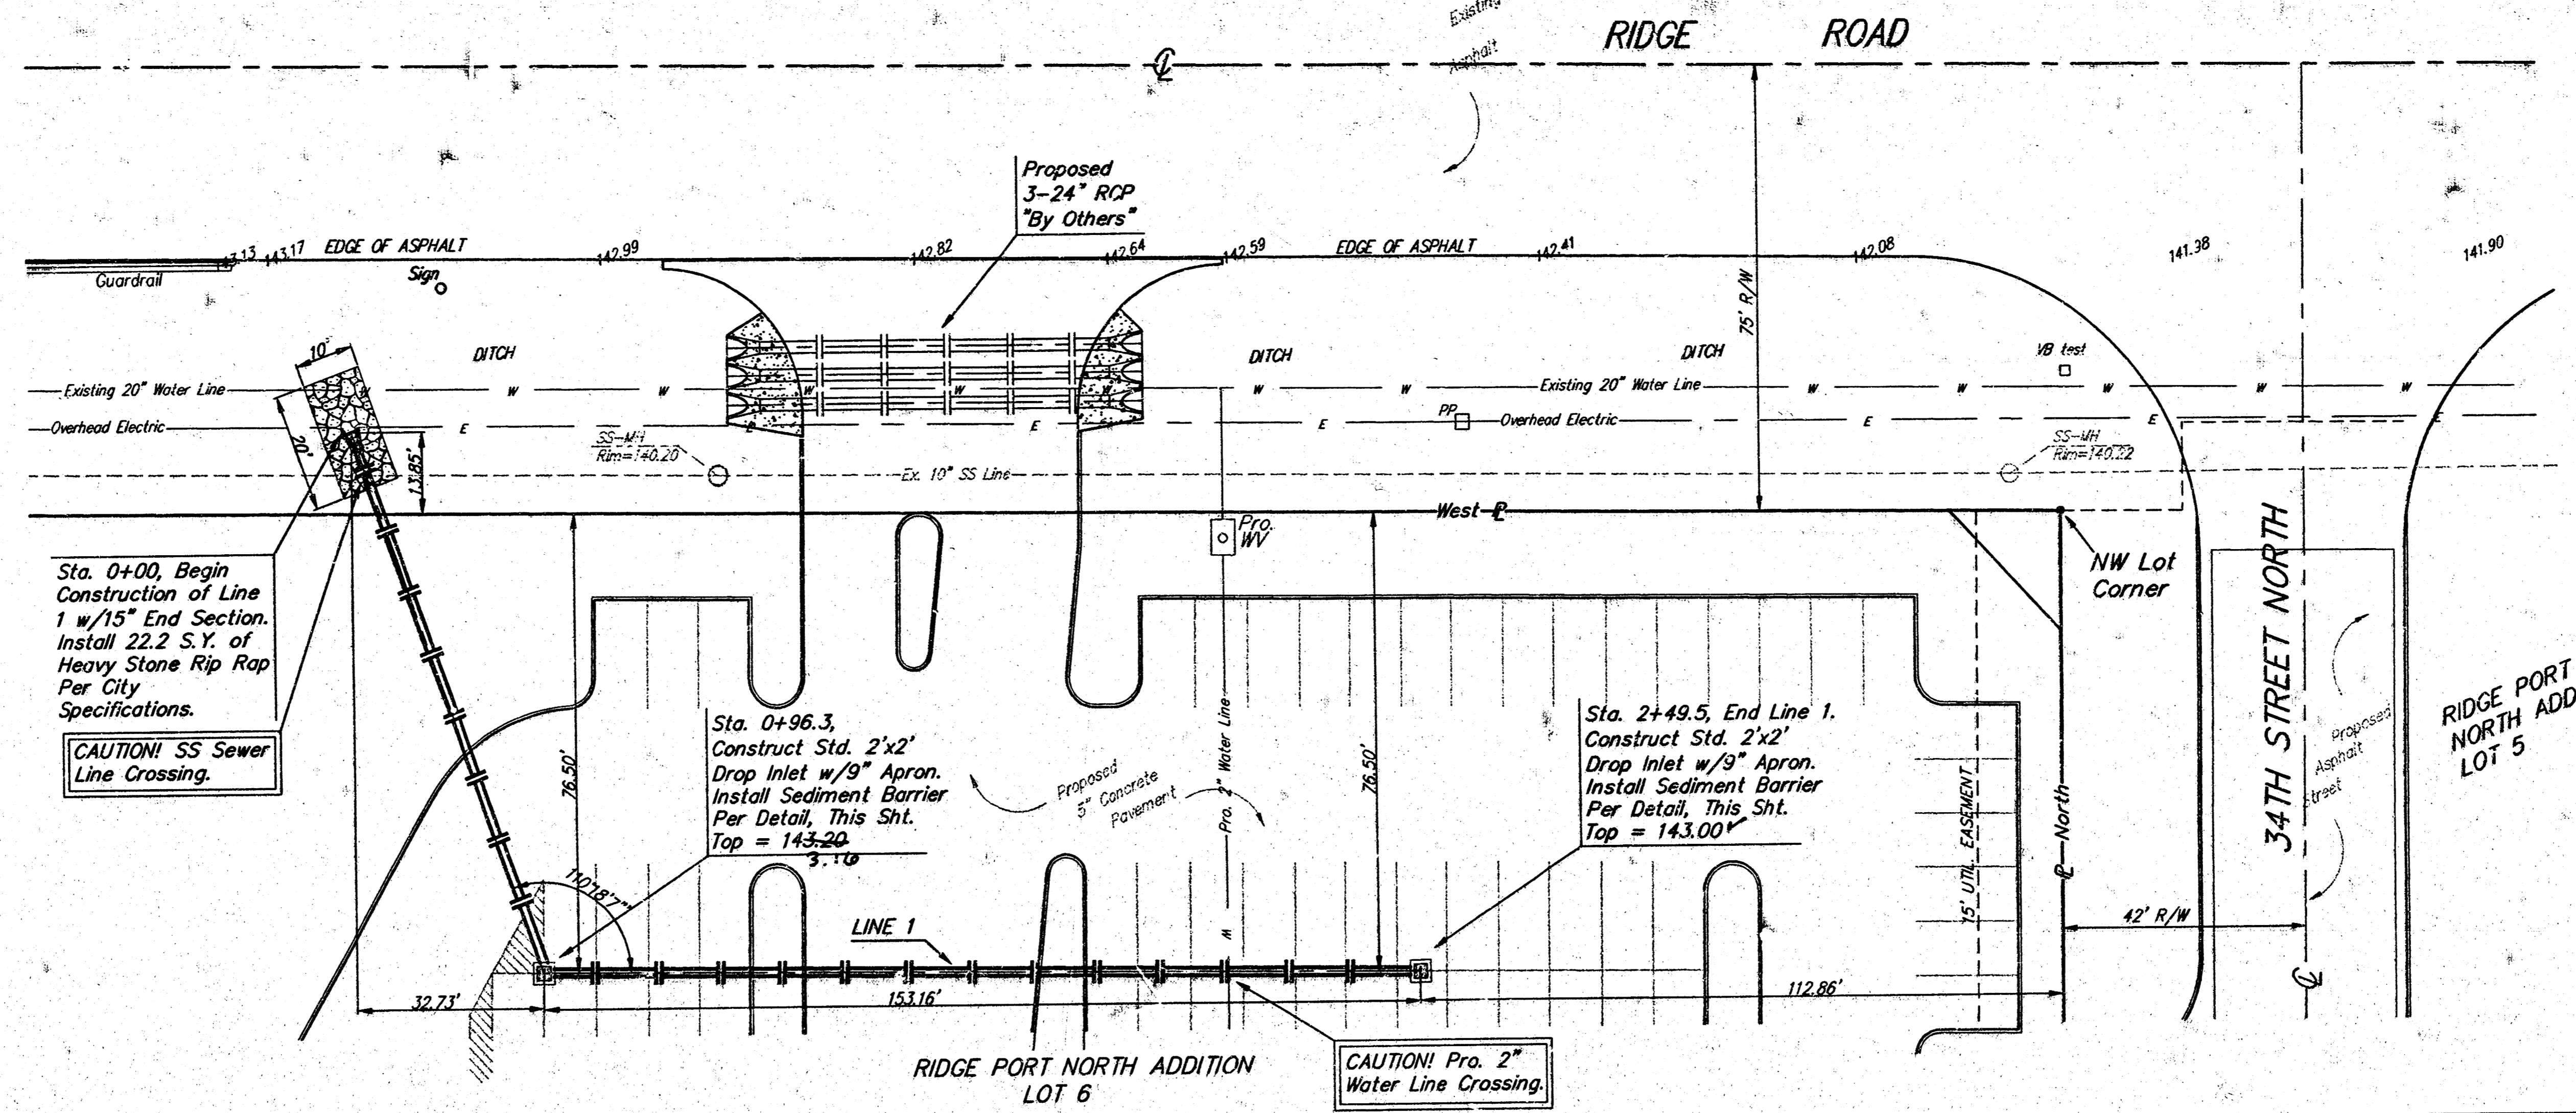 RIDGE ROAD
Existing
Asphalt
℄
Proposed
3-24" RCP
"By Others"
143.17
EDGE OF ASPHALT
142.99
142.82
142.64
142.59
EDGE OF ASPHALT
142.41
142.08
141.38
141.90
Guardrail
Sign
75' R/W
10'
DITCH
DITCH
DITCH
VB test
Existing 20" Water Line
W
W
W
W
W
W
Existing 20" Water Line
W
W
W
W
W
Overhead Electric
E
E
E
PP
E
Overhead Electric
E
E
E
20'
13.85'
SS-MH
Rim=140.20
Ex. 10" SS Line
SS-MH
Rim=140.22
West ℄
Pro.
WV
NW Lot
Corner
Sta. 0+00, Begin
Construction of Line
1 w/15" End Section.
Install 22.2 S.Y. of
Heavy Stone Rip Rap
Per City
Specifications.
CAUTION! SS Sewer
Line Crossing.
76.50'
Sta. 0+96.3,
Construct Std. 2'x2'
Drop Inlet w/9" Apron.
Install Sediment Barrier
Per Detail, This Sht.
Top = 143.20
3.16
Proposed
5" Concrete
Pavement
Pro. 2" Water Line
W
76.50'
Sta. 2+49.5, End Line 1.
Construct Std. 2'x2'
Drop Inlet w/9" Apron.
Install Sediment Barrier
Per Detail, This Sht.
Top = 143.00
15' UTIL. EASEMENT
North
34TH STREET NORTH
Proposed
Asphalt
Street
RIDGE PORT
NORTH ADD
LOT 5
110°18'7"
LINE 1
42' R/W
℄
32.73'
153.16'
112.86'
RIDGE PORT NORTH ADDITION
LOT 6
CAUTION! Pro. 2"
Water Line Crossing.